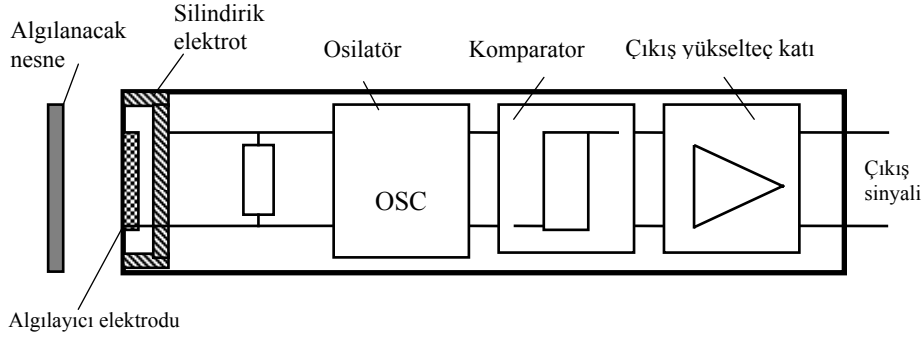 Algılanacak
nesne
Silindirik
elektrot
Osilatör
Komparator
Çıkış yükselteç katı
OSC
Çıkış
sinyali
Algılayıcı elektrodu